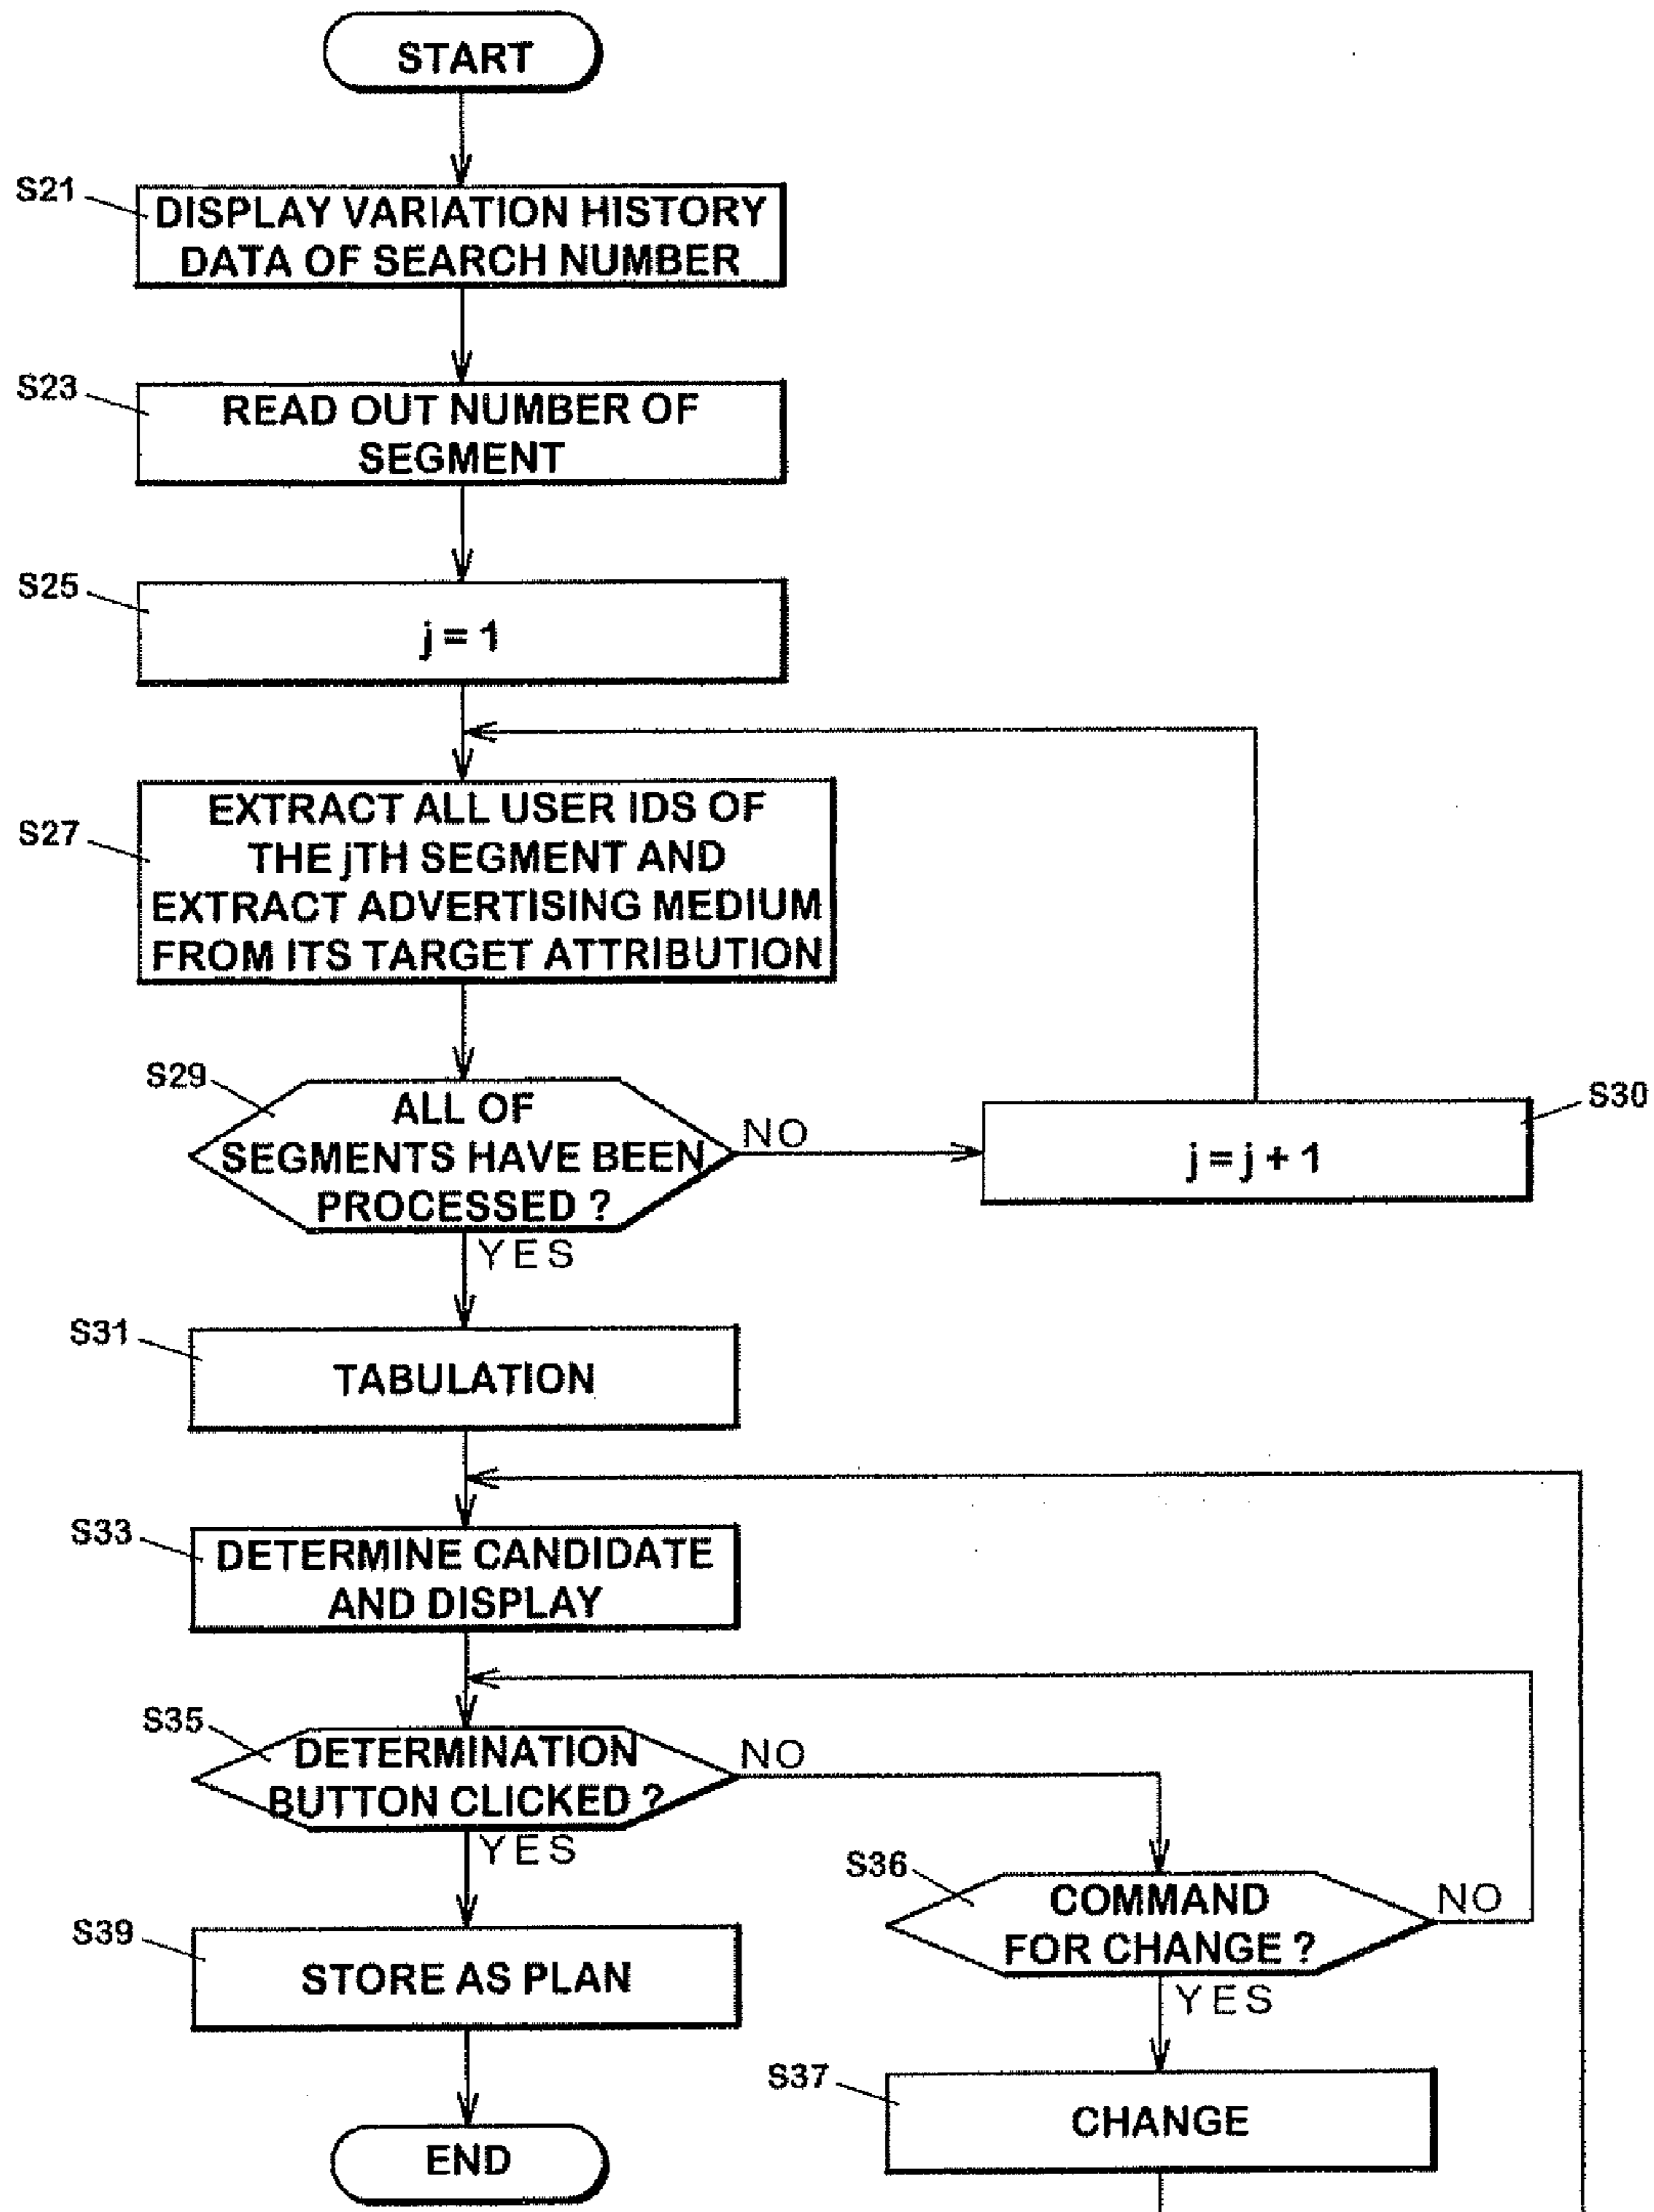 START
S21
DISPLAY VARIATION HISTORY
DATA OF SEARCH NUMBER
S23
READ OUT NUMBER OF
SEGMENT
S25
j = 1
S27
EXTRACT ALL USER IDS OF
THE jTH SEGMENT AND
EXTRACT ADVERTISING MEDIUM
FROM ITS TARGET ATTRIBUTION
S29
ALL OF
SEGMENTS HAVE BEEN
PROCESSED ?
NO
S30
j = j + 1
YES
S31
TABULATION
S33
DETERMINE CANDIDATE
AND DISPLAY
S35
DETERMINATION
BUTTON CLICKED ?
NO
YES
S36
COMMAND
FOR CHANGE ?
NO
YES
S39
STORE AS PLAN
S37
CHANGE
END